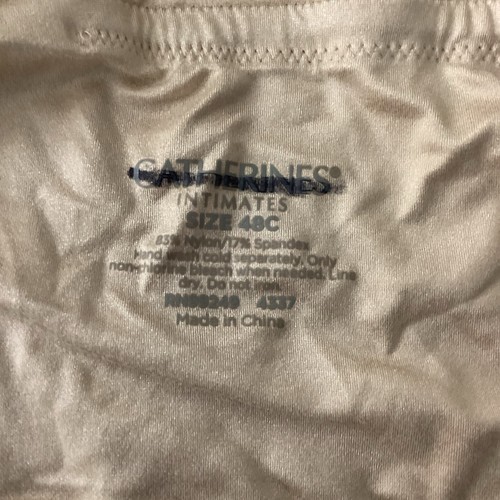 CATHERINES®
INTIMATES
SIZE 48C
83% Nylon/17% Spandex
Hand wash cold separately. Only
non-chlorine bleach when needed. Line
dry. Do not
RN99249 4337
Made in China